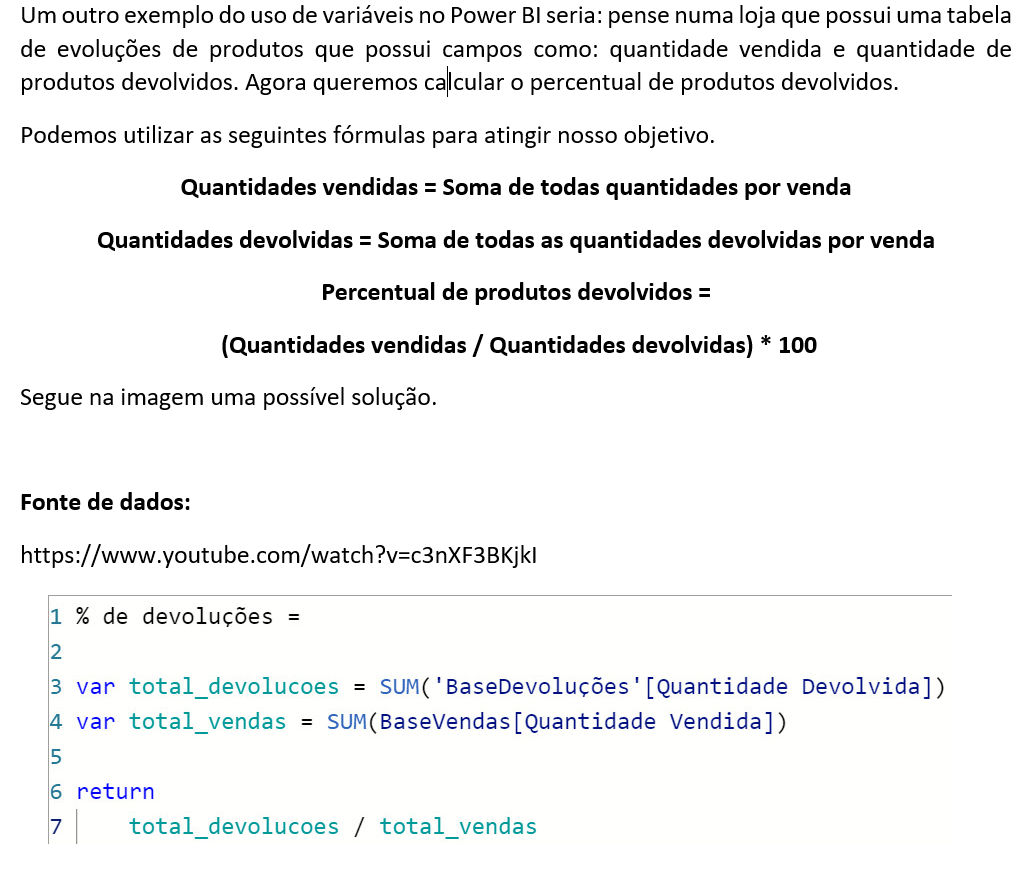 Um outro exemplo do uso de variáveis no Power BI seria: pense numa loja que possui uma tabela
de evoluções de produtos que possui campos como: quantidade vendida e quantidade de
produtos devolvidos. Agora queremos calcular o percentual de produtos devolvidos.
Podemos utilizar as seguintes fórmulas para atingir nosso objetivo.
Quantidades vendidas = Soma de todas quantidades por venda
Quantidades devolvidas = Soma de todas as quantidades devolvidas por venda
Percentual de produtos devolvidos =
(Quantidades vendidas / Quantidades devolvidas) * 100
Segue na imagem uma possível solução.
Fonte de dados:
https://www.youtube.com/watch?v=c3nXF3BKjkI
1 % de devoluções =
2
3 var total_devolucoes = SUM('BaseDevoluções'[Quantidade Devolvida])
4 var total_vendas = SUM(BaseVendas[Quantidade Vendida])
5
6 return
7 total_devolucoes / total_vendas